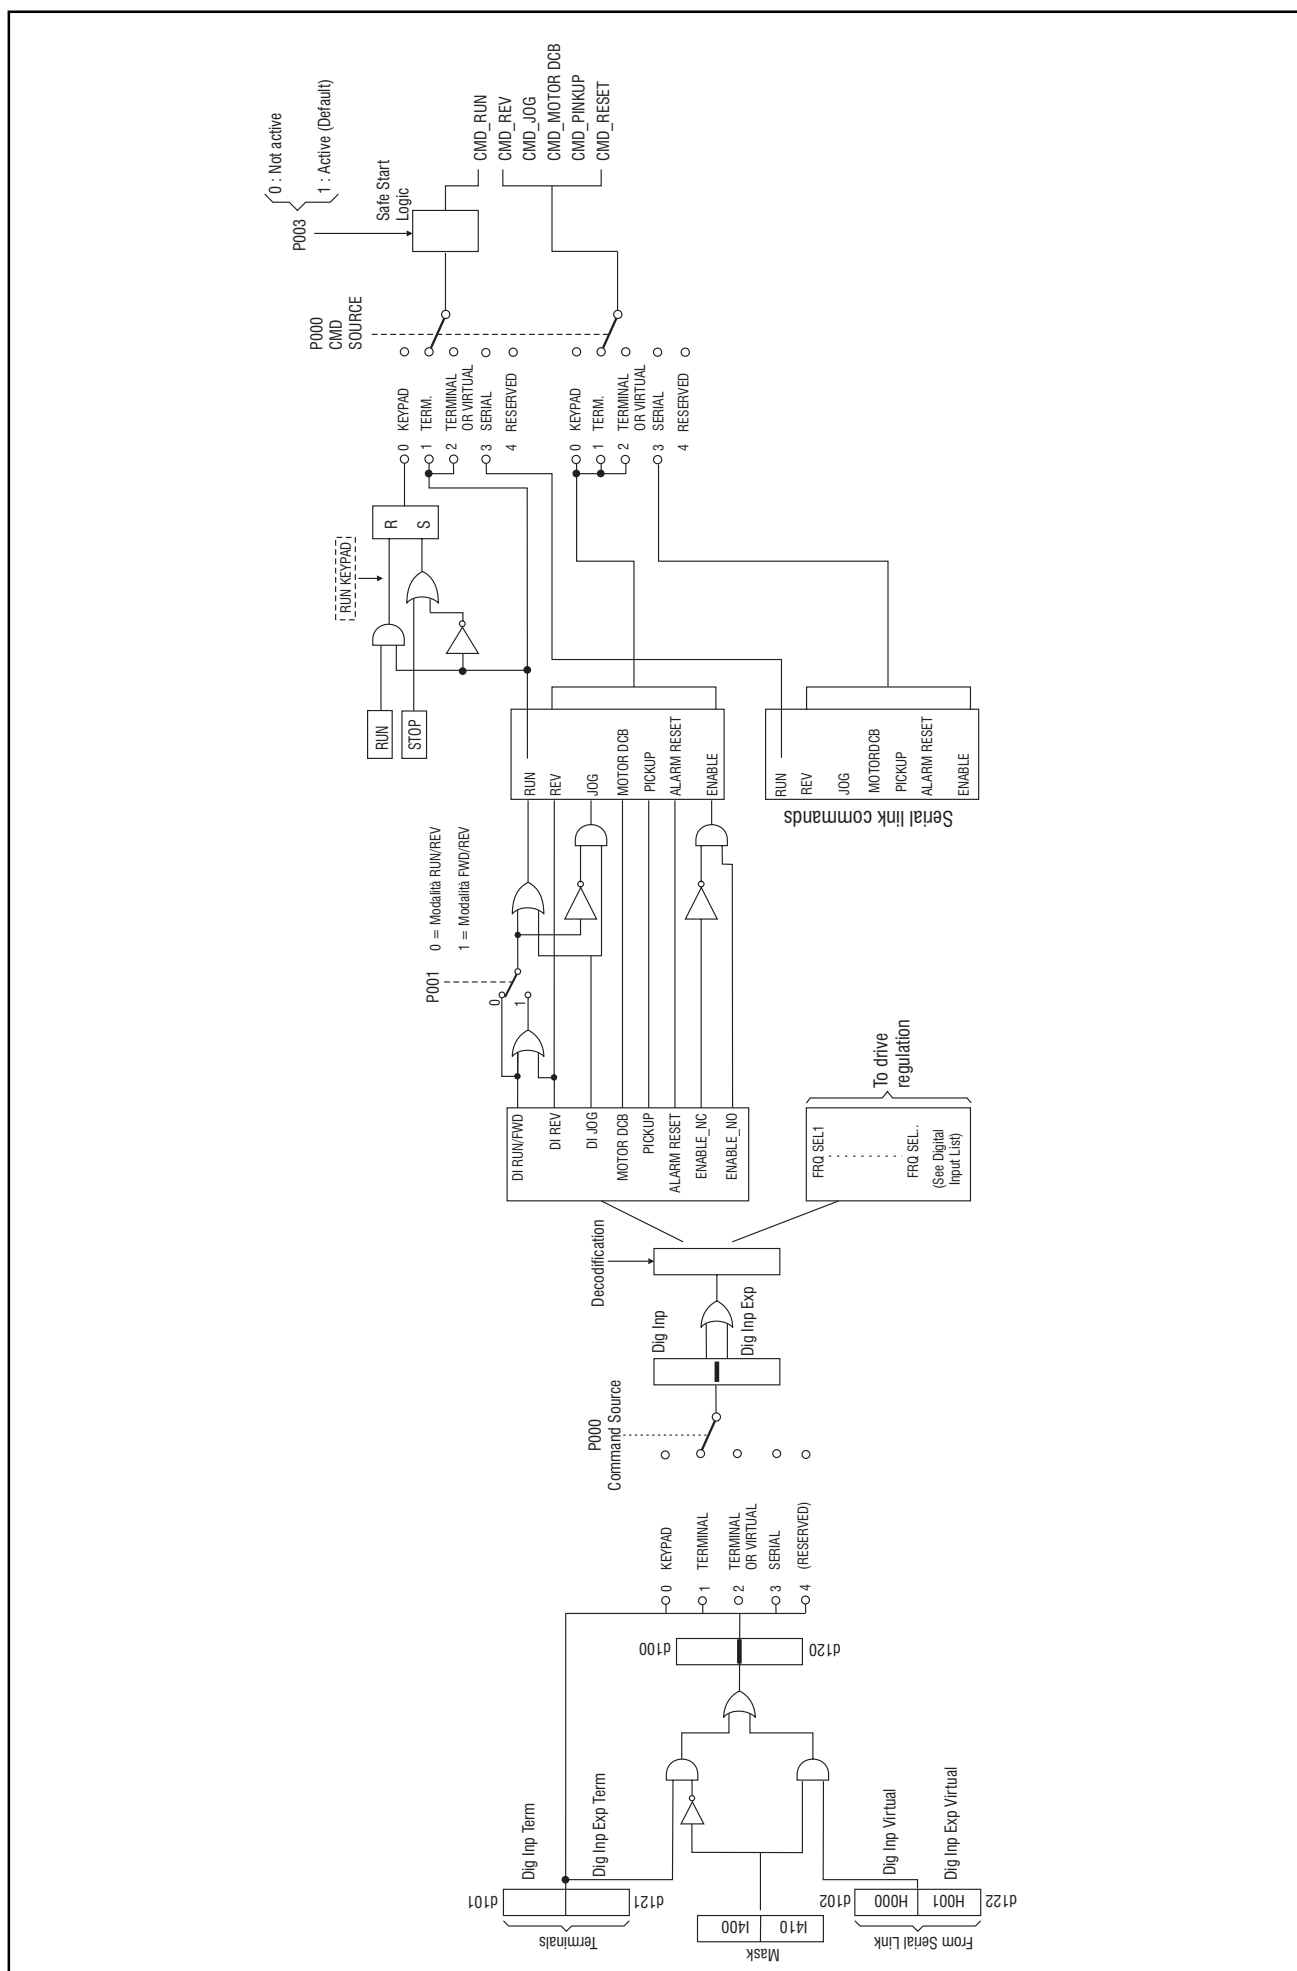 0 : Not active
1 : Active (Default)
P003
Safe Start
Logic
CMD_RUN
CMD_REV
CMD_JOG
CMD_MOTOR DCB
CMD_PINKUP
CMD_RESET
P000
CMD
SOURCE
0 KEYPAD
1 TERM.
2 TERMINAL
OR VIRTUAL
3 SERIAL
4 RESERVED
0 KEYPAD
1 TERM.
2 TERMINAL
OR VIRTUAL
3 SERIAL
4 RESERVED
R
S
RUN KEYPAD
RUN
STOP
RUN
REV
JOG
MOTOR DCB
PICKUP
ALARM RESET
ENABLE
RUN
REV
JOG
MOTORDCB
PICKUP
ALARM RESET
ENABLE
Serial link commands
P001
0 = Modalità RUN/REV
1 = Modalità FWD/REV
0
1
DI RUN/FWD
DI REV
DI JOG
MOTOR DCB
PICKUP
ALARM RESET
ENABLE_NC
ENABLE_NO
To drive
regulation
FRQ SEL1
FRQ SEL..
(See Digital
Input List)
Decodification
Dig Inp
Dig Inp Exp
P000
Command Source
0 KEYPAD
1 TERMINAL
2 TERMINAL
OR VIRTUAL
3 SERIAL
4 (RESERVED)
d100
d120
Dig Inp Term
Dig Inp Exp Term
d101
d121
Terminals
I400
I410
Mask
Dig Inp Virtual
Dig Inp Exp Virtual
d102
H000
H001
d122
From Serial Link